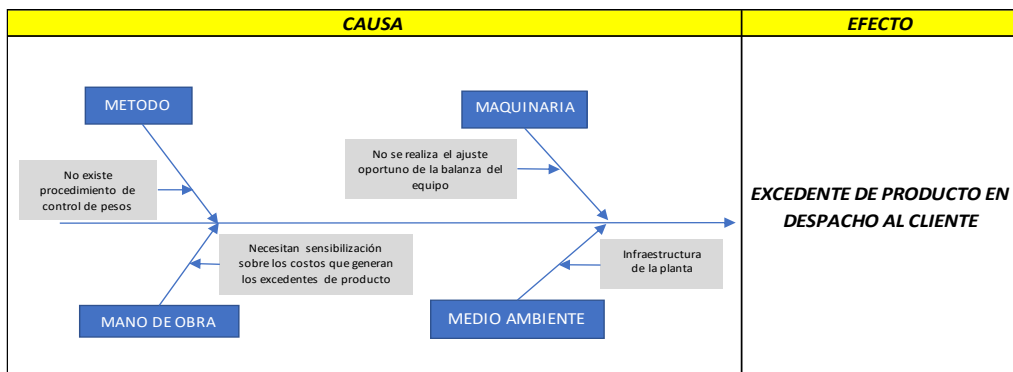 CAUSA
EFECTO
METODO
MAQUINARIA
No existe
procedimiento de
control de pesos
No se realiza el ajuste
oportuno de la balanza del
equipo
EXCEDENTE DE PRODUCTO EN
DESPACHO AL CLIENTE
Necesitan sensibilización
sobre los costos que generan
los excedentes de producto
Infraestructura
de la planta
MANO DE OBRA
MEDIO AMBIENTE